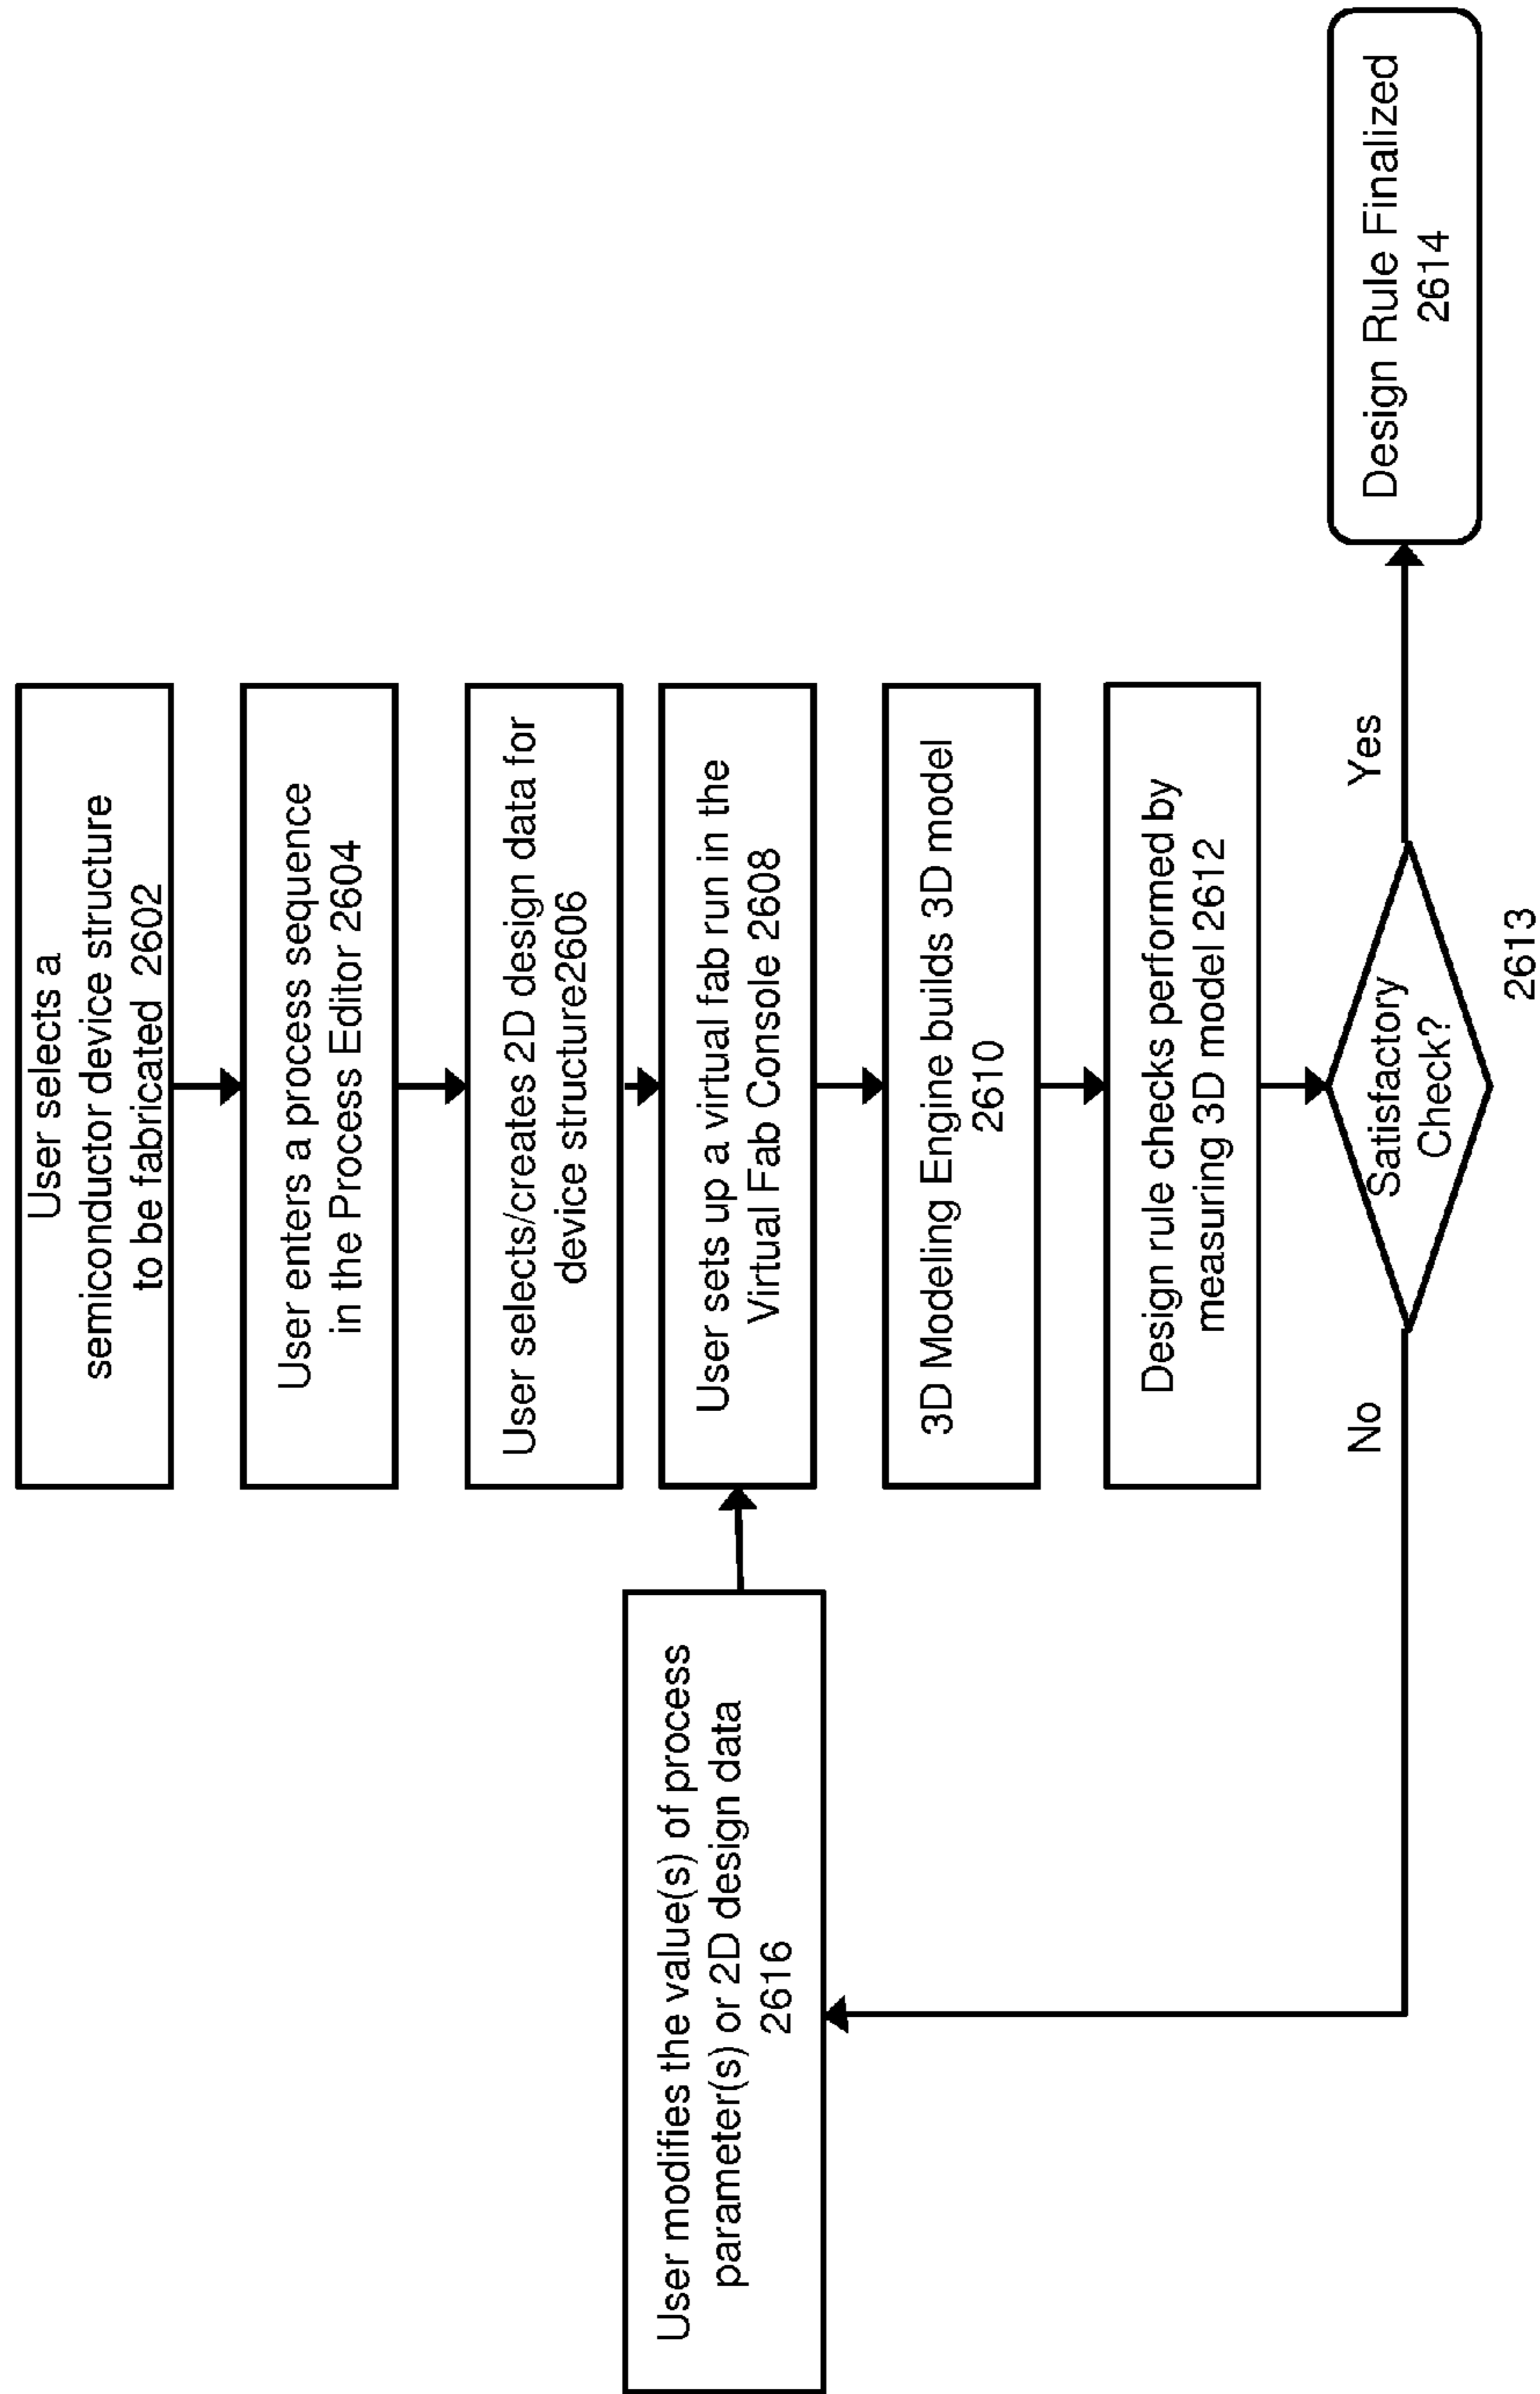 User selects a
semiconductor device structure
to be fabricated 2602
User enters a process sequence
in the Process Editor 2604
User selects/creates 2D design data for
device structure2606
User sets up a virtual fab run in the
Virtual Fab Console 2608
3D Modeling Engine builds 3D model
2610
Design rule checks performed by
measuring 3D model 2612
Satisfactory
Check?
2613
Yes
Design Rule Finalized
2614
No
User modifies the value(s) of process
parameter(s) or 2D design data
2616